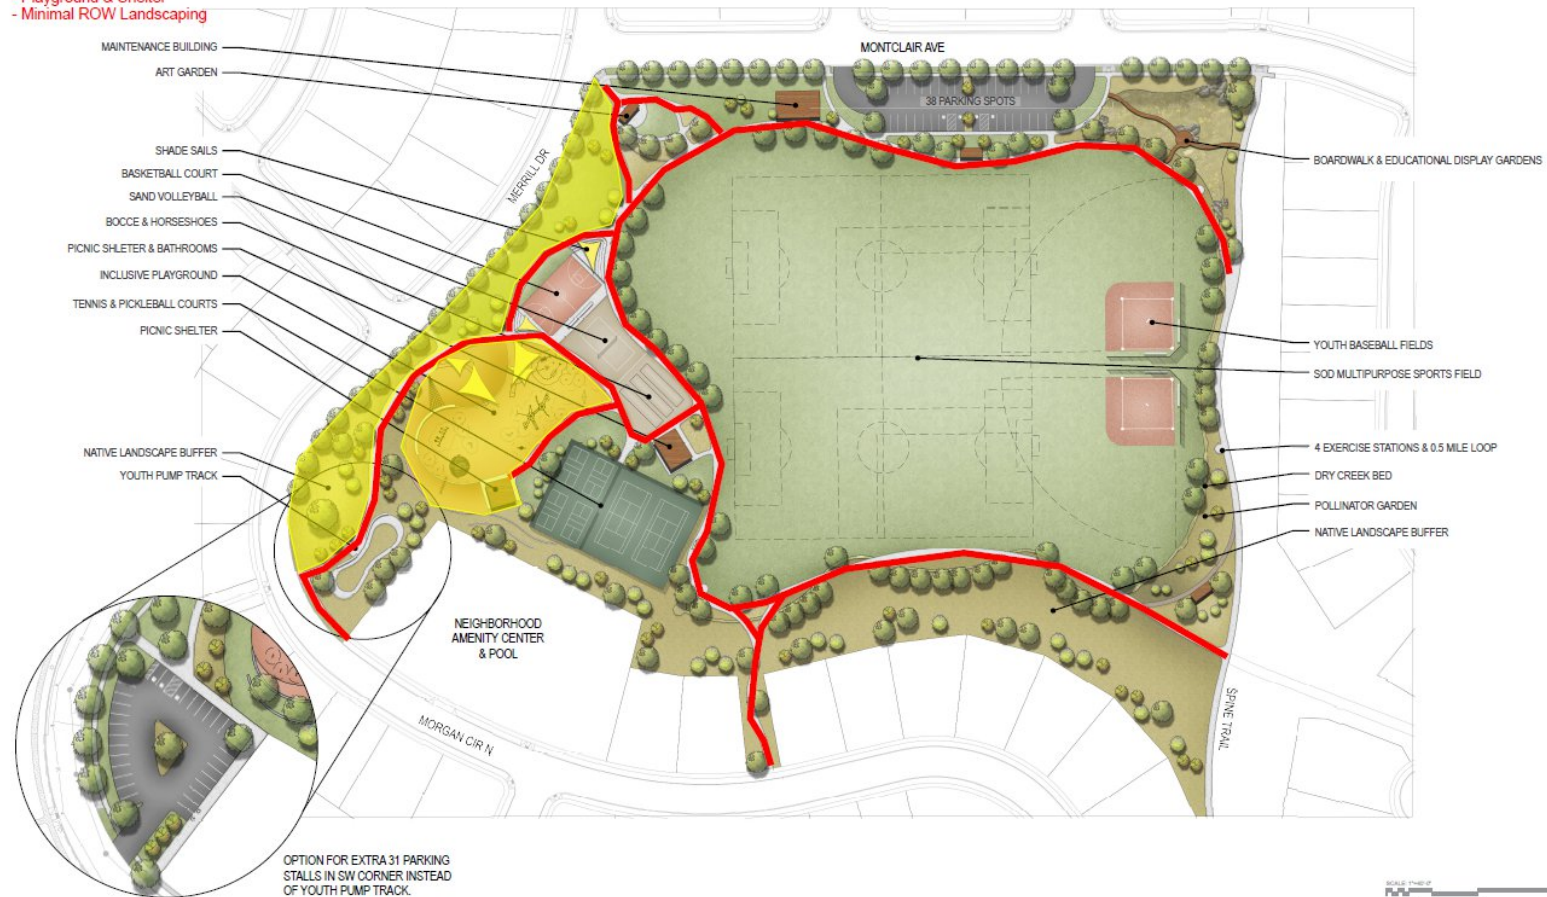 - Playground & Shelter
- Minimal ROW Landscaping
MAINTENANCE BUILDING
ART GARDEN
SHADE SAILS
BASKETBALL COURT
SAND VOLLEYBALL
BOCCE & HORSESHOES
PICNIC SHLETER & BATHROOMS
INCLUSIVE PLAYGROUND
TENNIS & PICKLEBALL COURTS
PICNIC SHELTER
NATIVE LANDSCAPE BUFFER
YOUTH PUMP TRACK
MONTCLAIR AVE
38 PARKING SPOTS
MERRILL DR
BOARDWALK & EDUCATIONAL DISPLAY GARDENS
YOUTH BASEBALL FIELDS
SOD MULTIPURPOSE SPORTS FIELD
4 EXERCISE STATIONS & 0.5 MILE LOOP
DRY CREEK BED
POLLINATOR GARDEN
NATIVE LANDSCAPE BUFFER
NEIGHBORHOOD
AMENITY CENTER
& POOL
MORGAN CIR N
SPINE TRAIL
OPTION FOR EXTRA 31 PARKING
STALLS IN SW CORNER INSTEAD
OF YOUTH PUMP TRACK.